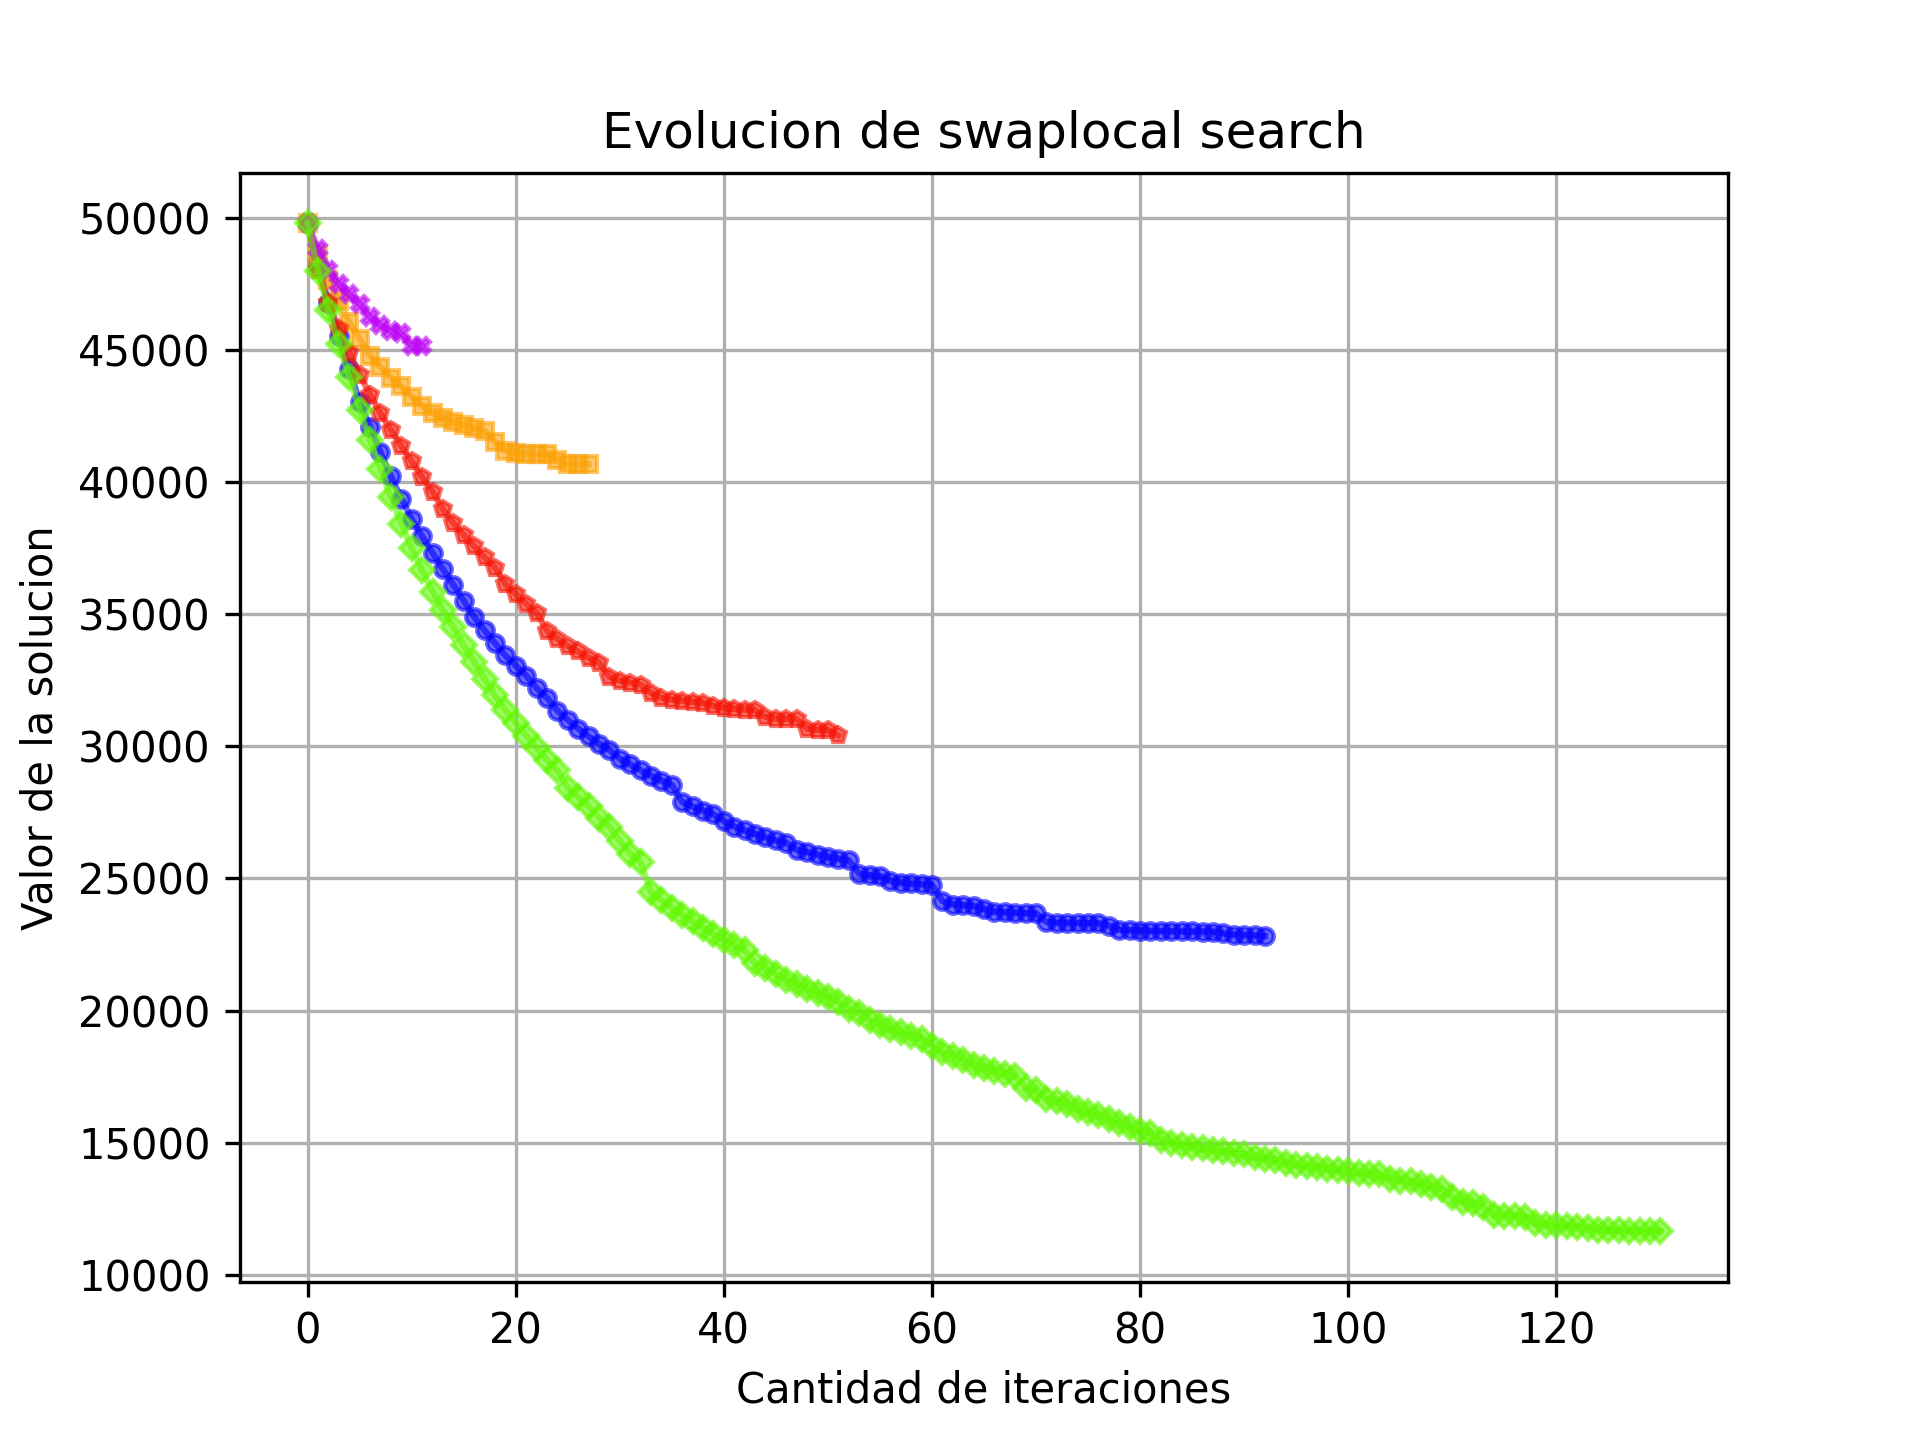 Evolucion de swaplocal search
Valor de la solucion
50000
45000
40000
35000
30000
25000
20000
15000
10000
0 20 40 60 80 100 120
Cantidad de iteraciones